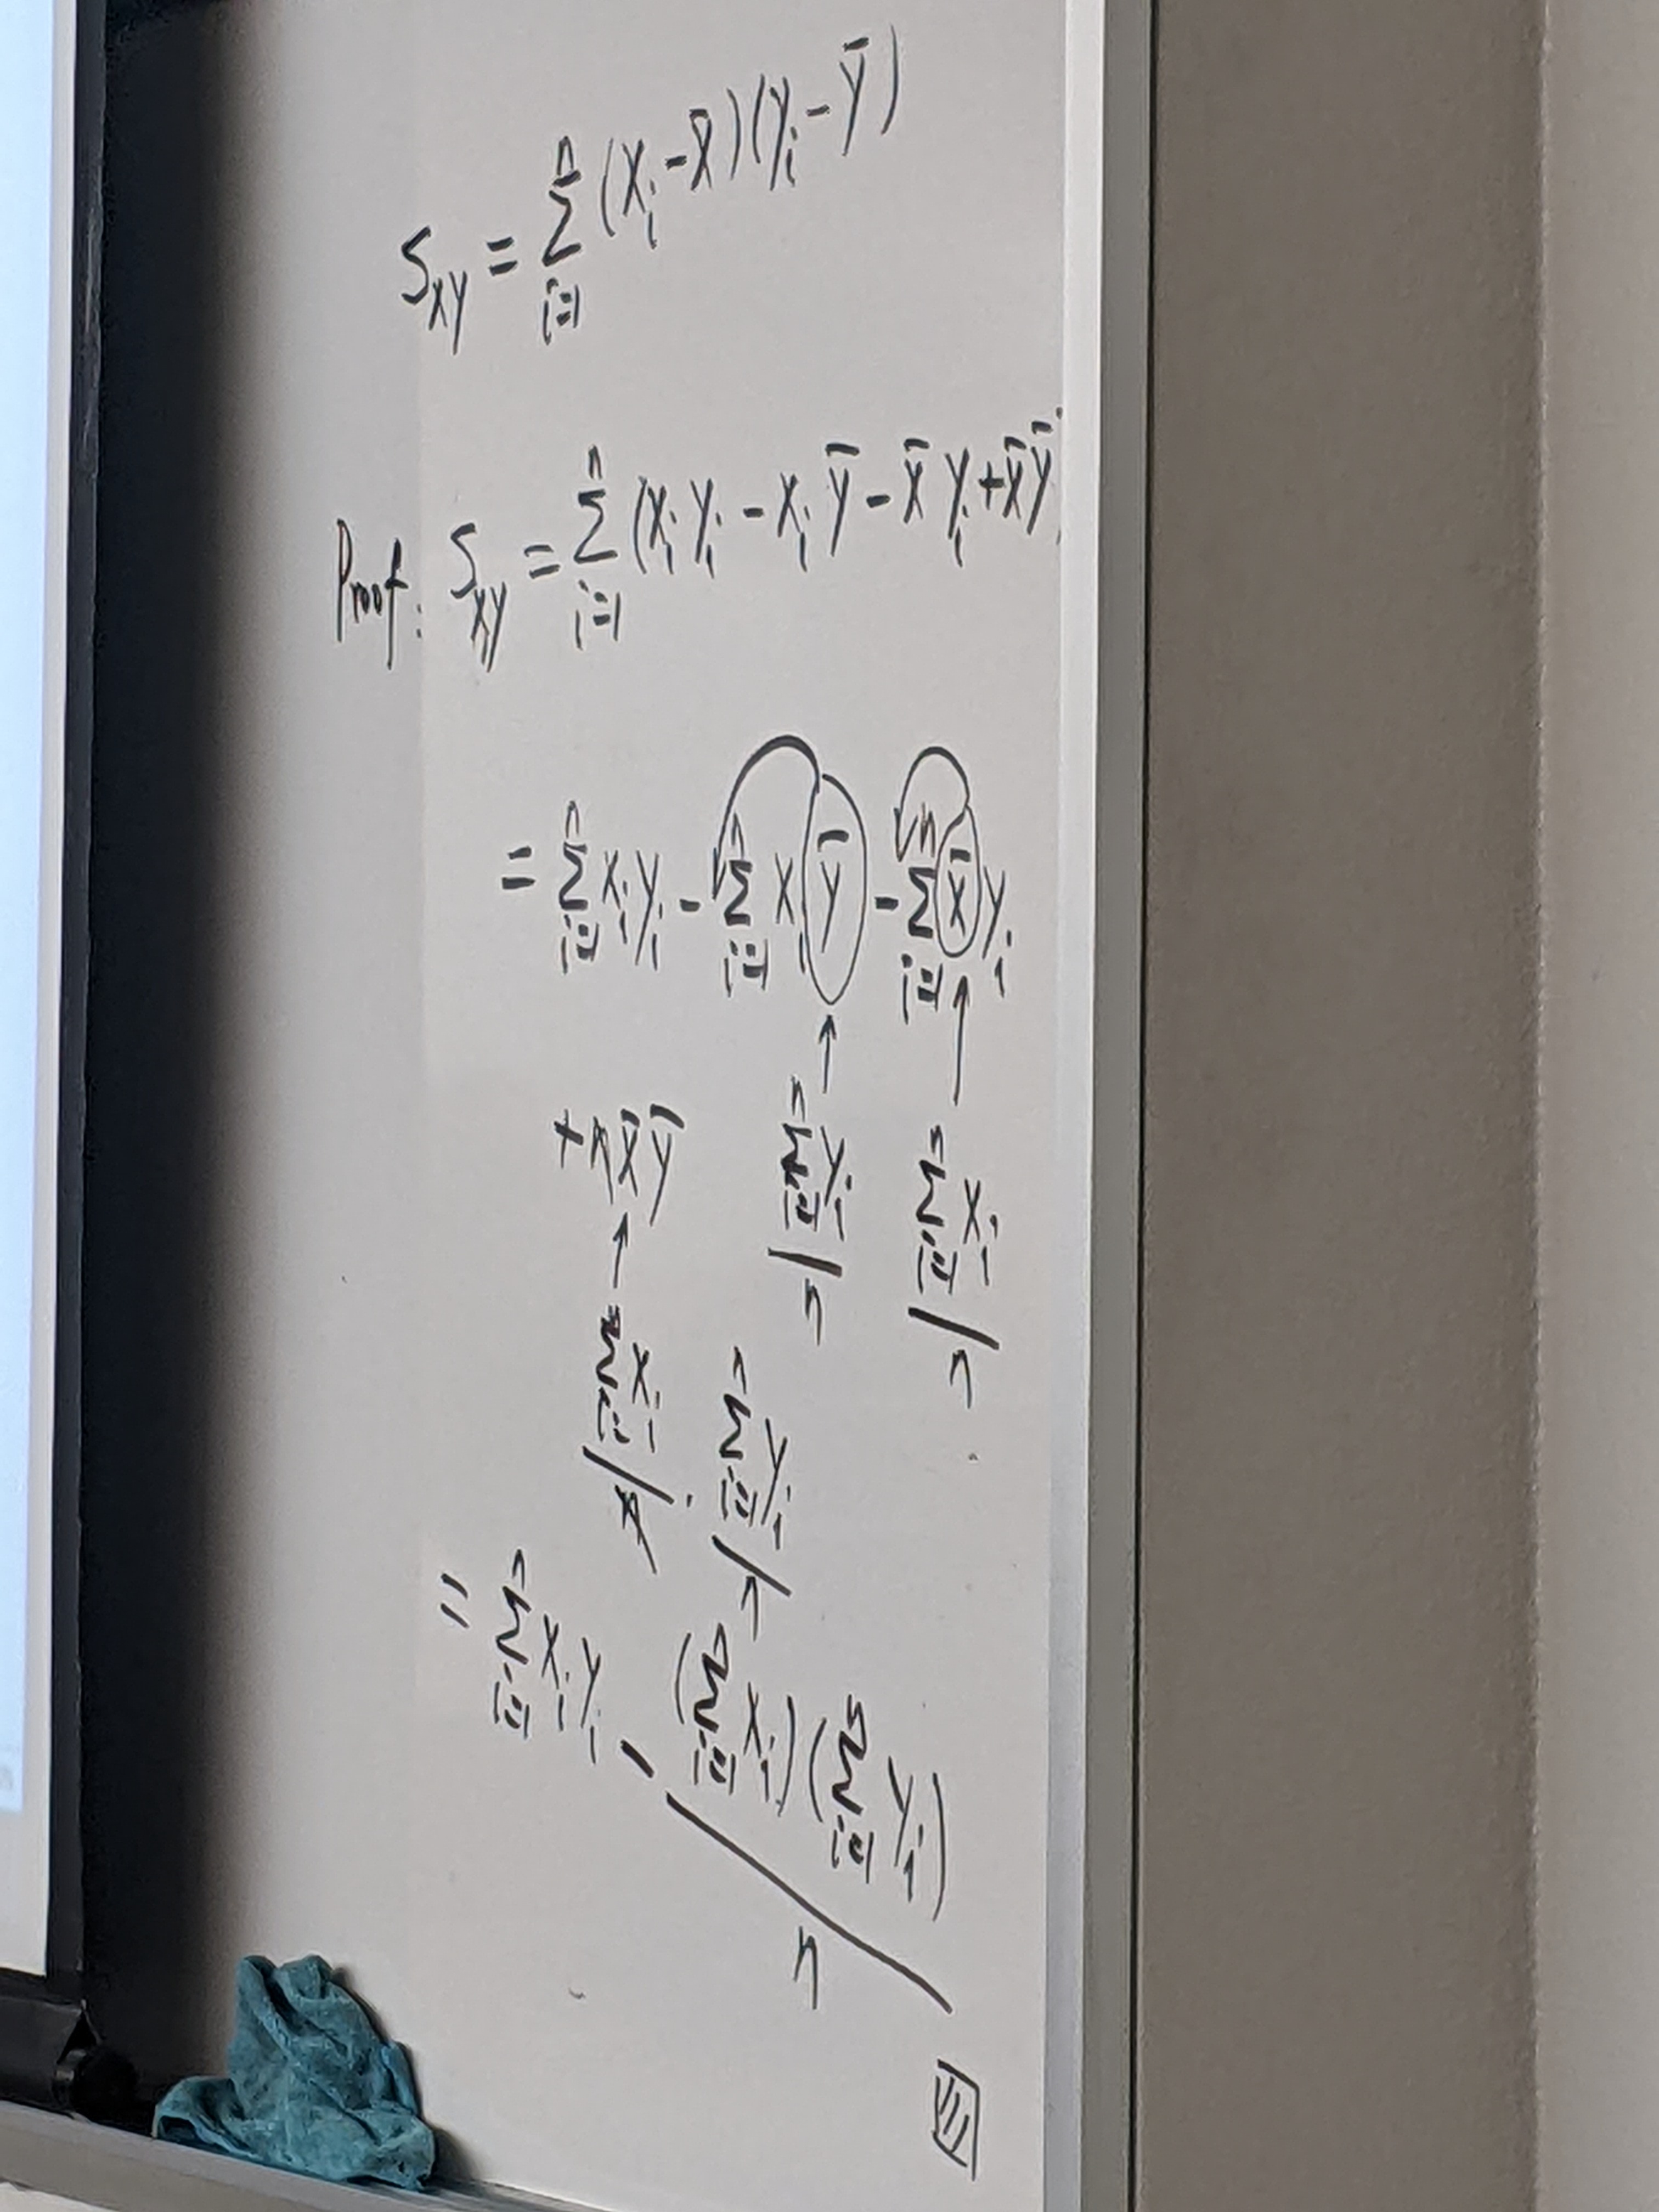 S_{xy} = \sum_{i=1}^{n} (x_i - \bar{x})(y_i - \bar{y})
Proof: S_{xy} = \sum_{i=1}^{n} (x_i y_i - x_i \bar{y} - \bar{x} y_i + \bar{x}\bar{y}
= \sum_{i=1}^{n} x_i y_i - \sum_{i=1}^{n} x_i \bar{y} - \sum_{i=1}^{n} \bar{x} y_i
+ n \bar{x}\bar{y}
↑ \frac{\sum_{i=1}^{n} y_i}{n} ↑ \frac{\sum_{i=1}^{n} x_i}{n}
↑ \frac{\sum_{i=1}^{n} x_i}{n} · \frac{\sum_{i=1}^{n} y_i}{n}
= \sum_{i=1}^{n} x_i y_i - \frac{(\sum_{i=1}^{n} x_i)(\sum_{i=1}^{n} y_i)}{n}